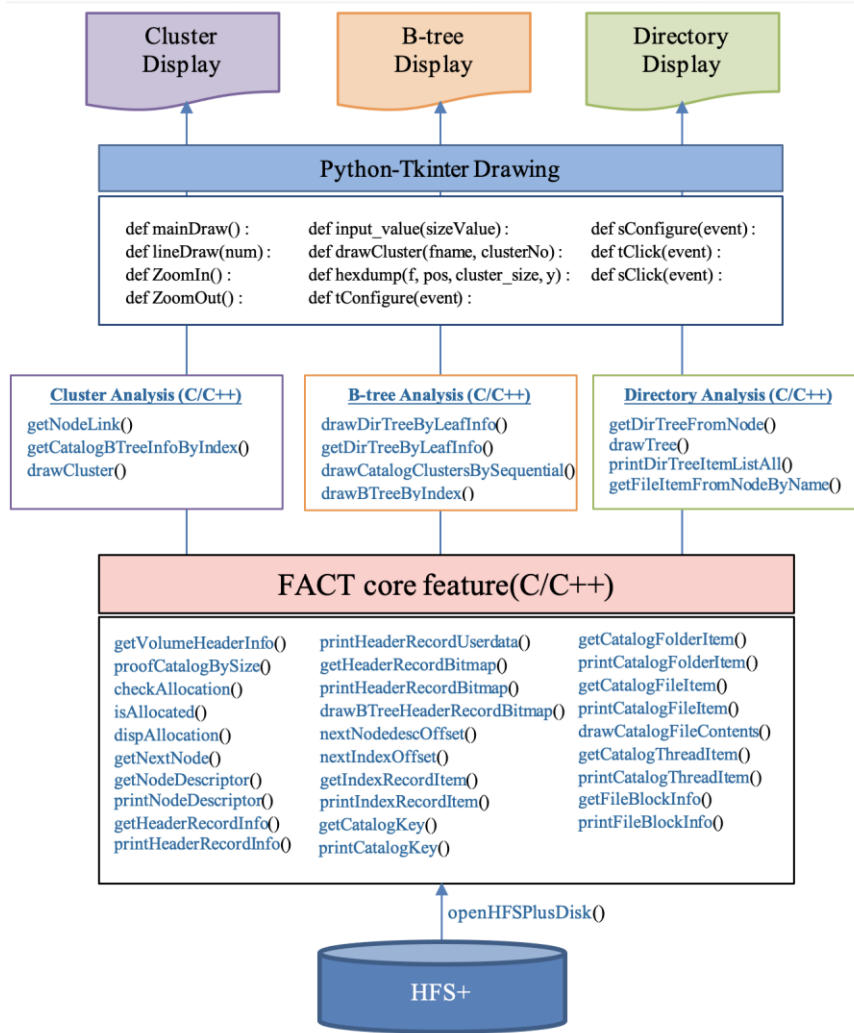 Cluster
Display
B-tree
Display
Directory
Display
Python-Tkinter Drawing
def mainDraw() :
def lineDraw(num) :
def ZoomIn() :
def ZoomOut() :
def input_value(sizeValue) :
def drawCluster(fname, clusterNo) :
def hexdump(f, pos, cluster_size, y) :
def tConfigure(event) :
def sConfigure(event) :
def tClick(event) :
def sClick(event) :
Cluster Analysis (C/C++)
getNodeLink()
getCatalogBTreeInfoByIndex()
drawCluster()
B-tree Analysis (C/C++)
drawDirTreeByLeafInfo()
getDirTreeByLeafInfo()
drawCatalogClustersBySequential()
drawBTreeByIndex()
Directory Analysis (C/C++)
getDirTreeFromNode()
drawTree()
printDirTreeItemListAll()
getFileItemFromNodeByName()
FACT core feature(C/C++)
getVolumeHeaderInfo()
proofCatalogBySize()
checkAllocation()
isAllocated()
dispAllocation()
getNextNode()
getNodeDescriptor()
printNodeDescriptor()
getHeaderRecordInfo()
printHeaderRecordInfo()
printHeaderRecordUserdata()
getHeaderRecordBitmap()
printHeaderRecordBitmap()
drawBTreeHeaderRecordBitmap()
nextNodedescOffset()
nextIndexOffset()
getIndexRecordItem()
printIndexRecordItem()
getCatalogKey()
printCatalogKey()
getCatalogFolderItem()
printCatalogFolderItem()
getCatalogFileItem()
printCatalogFileItem()
drawCatalogFileContents()
getCatalogThreadItem()
printCatalogThreadItem()
getFileBlockInfo()
printFileBlockInfo()
openHFSPlusDisk()
HFS+